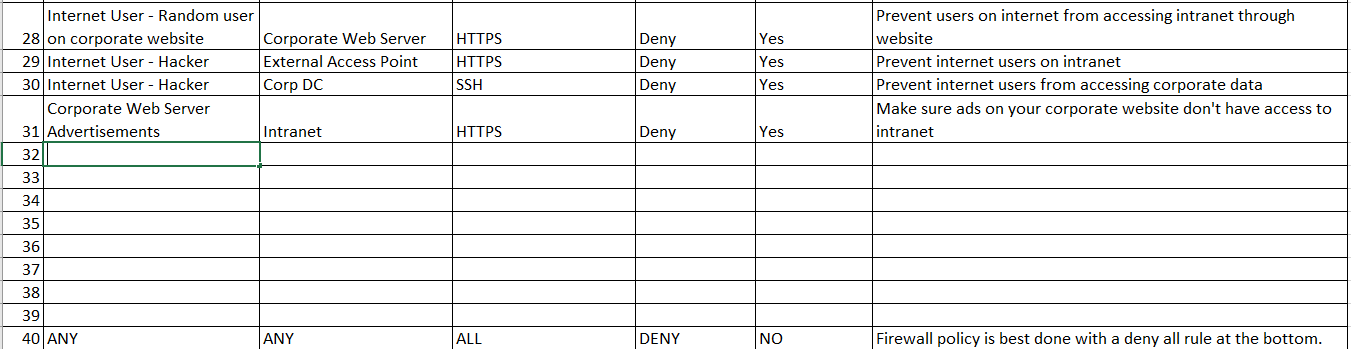 Internet User - Random user on corporate website
28 Corporate Web Server HTTPS Deny Yes Prevent users on internet from accessing intranet through website
29 Internet User - Hacker External Access Point HTTPS Deny Yes Prevent internet users on intranet
30 Internet User - Hacker Corp DC SSH Deny Yes Prevent internet users from accessing corporate data
Corporate Web Server Advertisements
31 Intranet HTTPS Deny Yes Make sure ads on your corporate website don't have access to intranet
32
33
34
35
36
37
38
39
40 ANY ANY ALL DENY NO Firewall policy is best done with a deny all rule at the bottom.